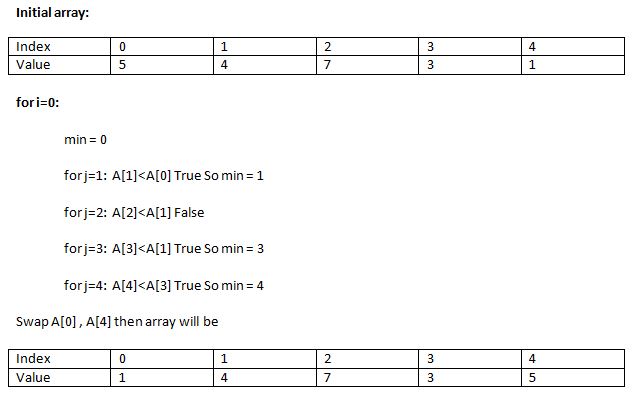 Initial array:
Index 0 1 2 3 4
Value 5 4 7 3 1
for i=0:
min = 0
for j=1: A[1]<A[0] True So min = 1
for j=2: A[2]<A[1] False
for j=3: A[3]<A[1] True So min = 3
for j=4: A[4]<A[3] True So min = 4
Swap A[0] , A[4] then array will be
Index 0 1 2 3 4
Value 1 4 7 3 5